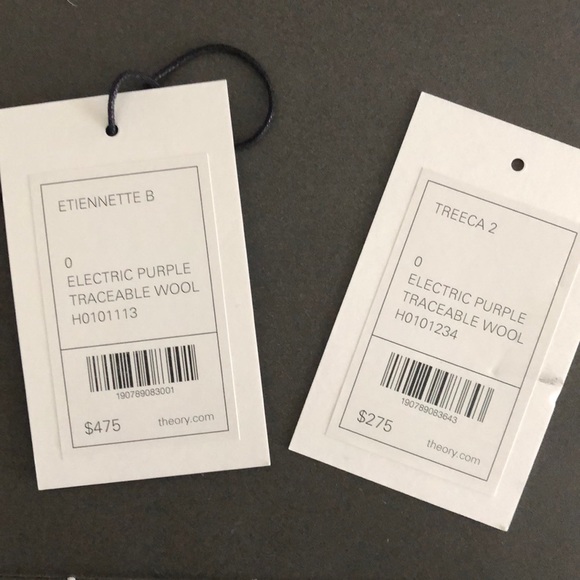 ETIENNETTE B
0
ELECTRIC PURPLE
TRACEABLE WOOL
H0101113
190789083001
$475
theory.com
TREECA 2
0
ELECTRIC PURPLE
TRACEABLE WOOL
H0101234
190789083643
$275
theory.com